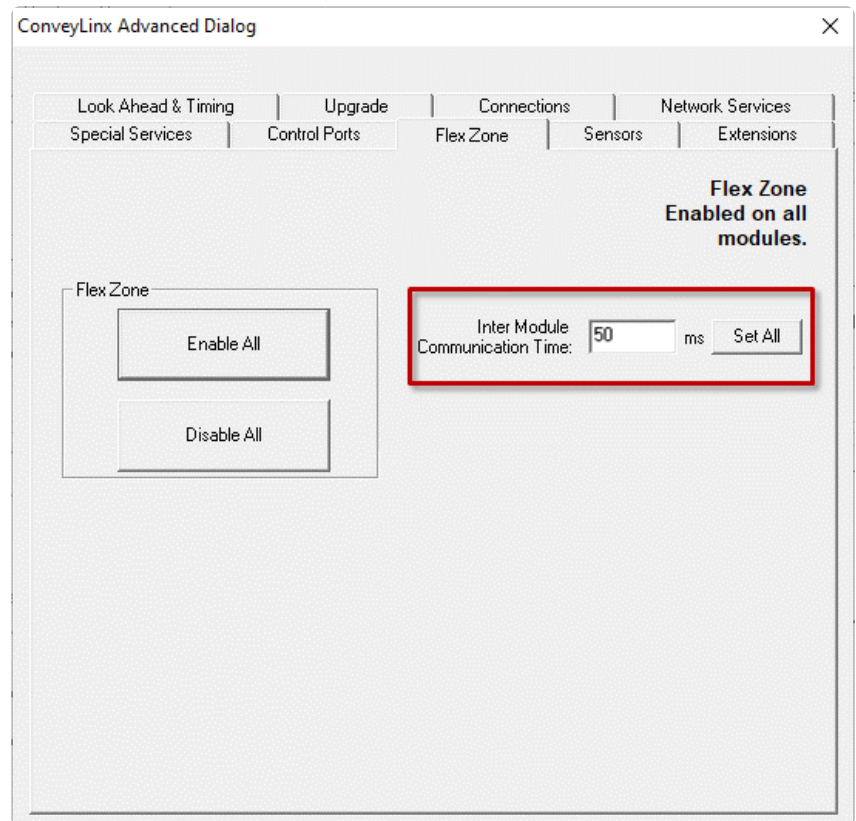 ConveyLinx Advanced Dialog
Look Ahead & Timing
Upgrade
Connections
Network Services
Special Services
Control Ports
Flex Zone
Sensors
Extensions
Flex Zone
Enabled on all
modules.
Flex Zone
Enable All
Disable All
Inter Module
Communication Time:
50
ms
Set All